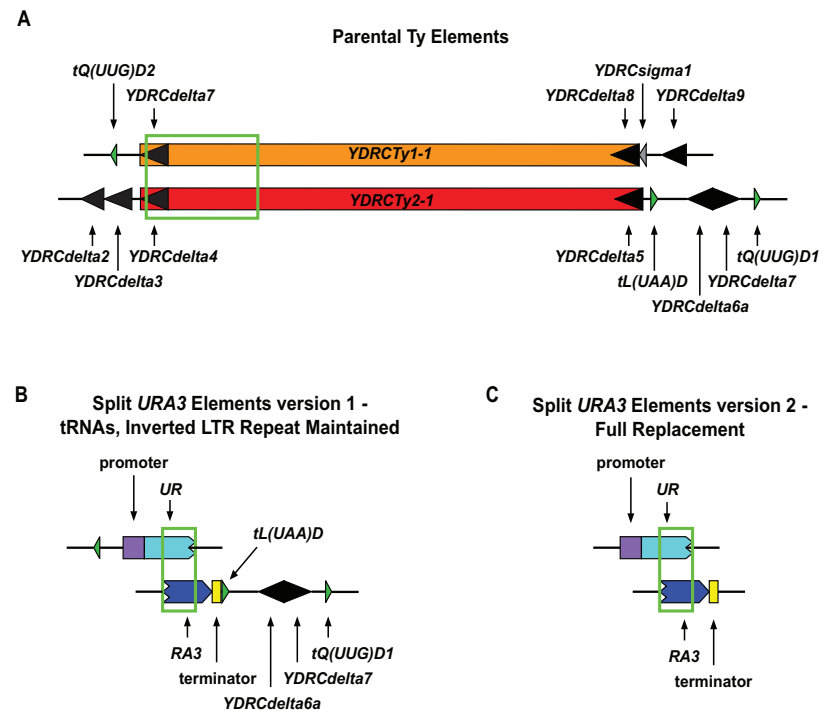 A
Parental Ty Elements
tQ(UUG)D2
YDRCdelta7
YDRCsigma1
YDRCdelta8
YDRCdelta9
YDRCTy1-1
YDRCTy2-1
YDRCdelta2
YDRCdelta3
YDRCdelta4
YDRCdelta5
tL(UAA)D
YDRCdelta6a
YDRCdelta7
tQ(UUG)D1
B
Split URA3 Elements version 1 -
tRNAs, Inverted LTR Repeat Maintained
promoter
UR
tL(UAA)D
RA3
terminator
YDRCdelta6a
YDRCdelta7
tQ(UUG)D1
C
Split URA3 Elements version 2 -
Full Replacement
promoter
UR
RA3
terminator